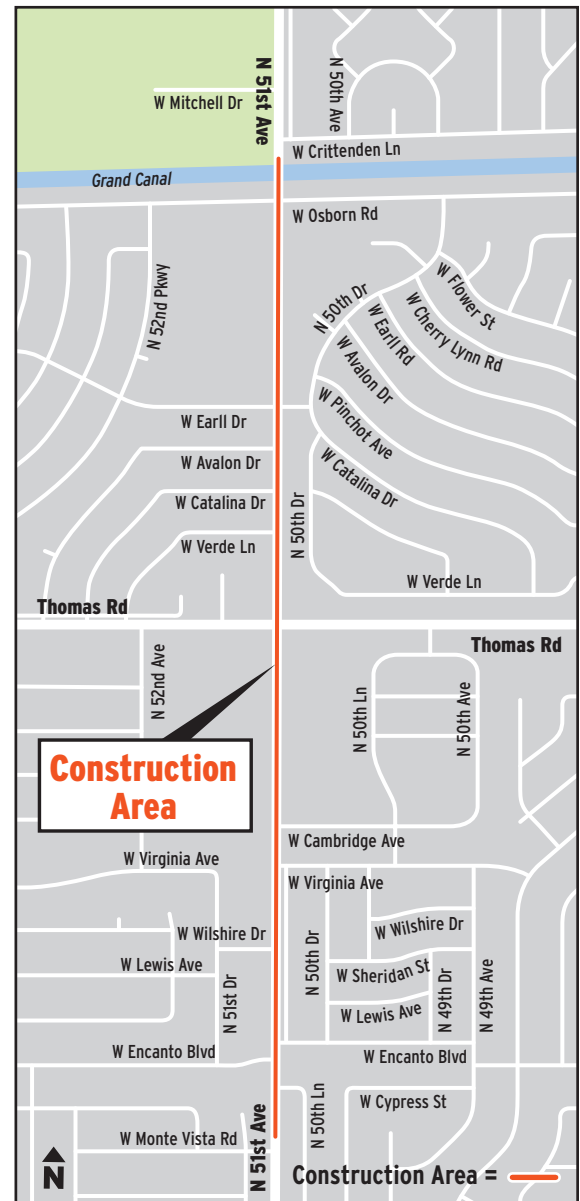 N 51st Ave
N 50th Ave
W Mitchell Dr
W Crittenden Ln
Grand Canal
W Osborn Rd
N 52nd Pkwy
W Flower St
N 50th Dr
W Cherry Lynn Rd
W Earll Rd
W Avalon Dr
W Pinchot Ave
W Earll Dr
W Avalon Dr
W Catalina Dr
W Catalina Dr
N 50th Dr
W Verde Ln
W Verde Ln
Thomas Rd
Thomas Rd
N 52nd Ave
N 50th Ln
N 50th Ave
Construction
Area
W Cambridge Ave
W Virginia Ave
W Virginia Ave
W Wilshire Dr
W Wilshire Dr
N 50th Dr
W Lewis Ave
W Sheridan St
N 51st Dr
W Lewis Ave
N 49th Dr
N 49th Ave
W Encanto Blvd
W Encanto Blvd
N 50th Ln
W Cypress St
W Monte Vista Rd
N 51st Ave
N
Construction Area =